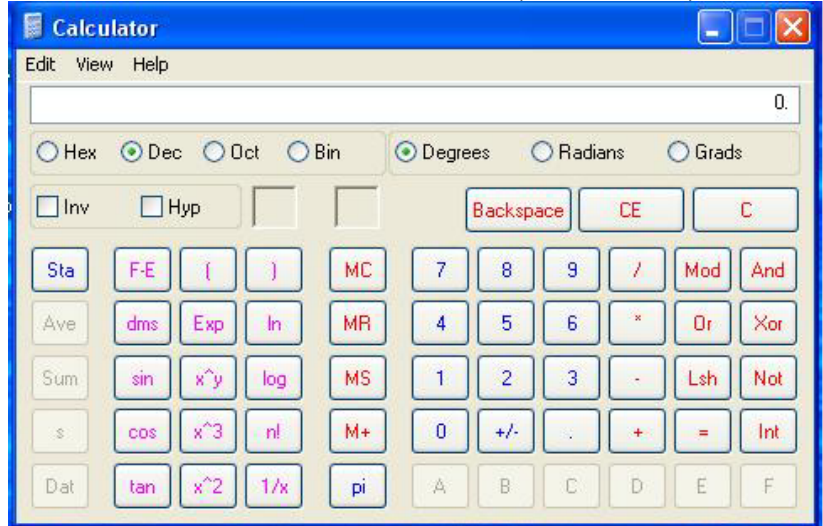 Calculator
Edit View Help
0.
Hex Dec Oct Bin Degrees Radians Grads
Inv Hyp Backspace CE C
Sta F-E ( ) MC 7 8 9 / Mod And
Ave dms Exp ln MR 4 5 6 * Or Xor
Sum sin x^y log MS 1 2 3 - Lsh Not
s cos x^3 n! M+ 0 +/- . + = Int
Dat tan x^2 1/x pi A B C D E F